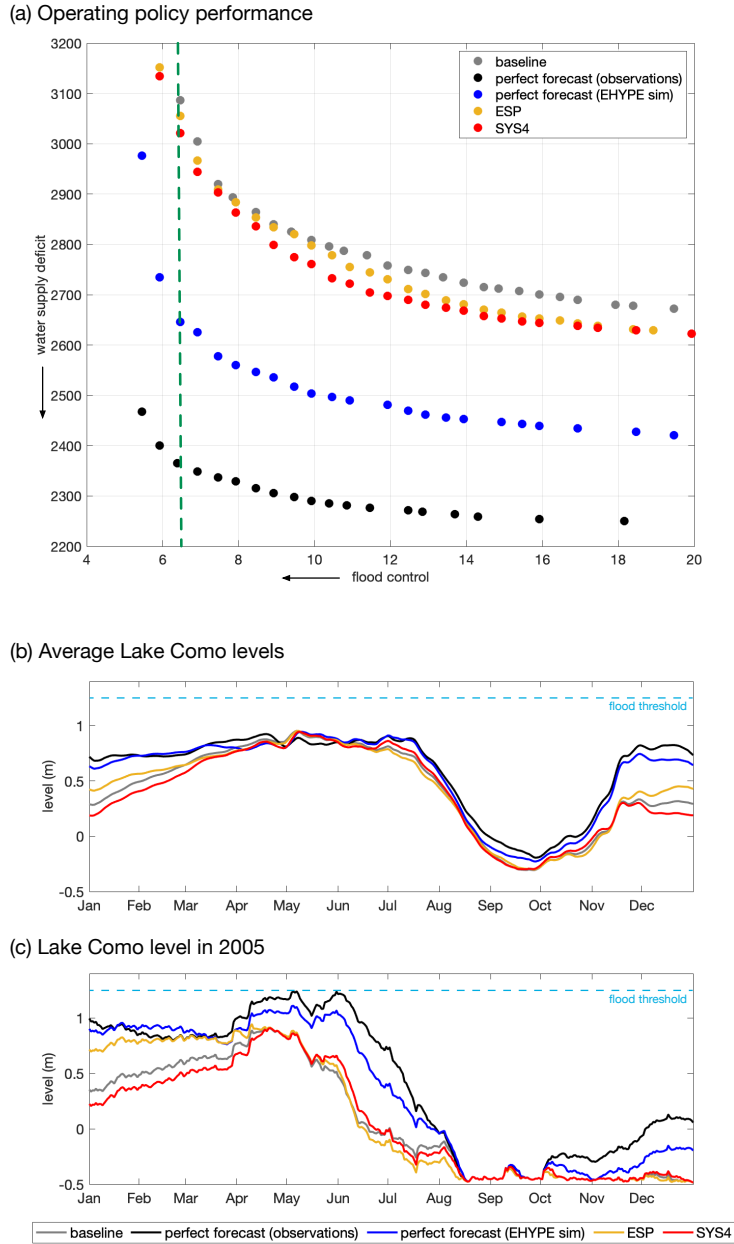 (a) Operating policy performance
3200
3100
3000
2900
2800
2700
2600
2500
2400
2300
2200
water supply deficit
baseline
perfect forecast (observations)
perfect forecast (EHYPE sim)
ESP
SYS4
4 6 8 10 12 14 16 18 20
flood control
(b) Average Lake Como levels
flood threshold
1
0.5
0
-0.5
level (m)
Jan Feb Mar Apr May Jun Jul Aug Sep Oct Nov Dec
(c) Lake Como level in 2005
flood threshold
1
0.5
0
-0.5
level (m)
Jan Feb Mar Apr May Jun Jul Aug Sep Oct Nov Dec
baseline perfect forecast (observations) perfect forecast (EHYPE sim) ESP SYS4